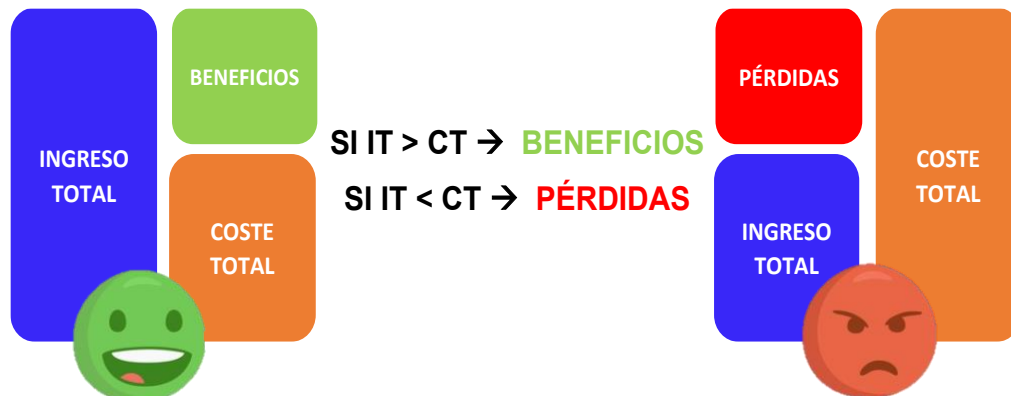 INGRESO
TOTAL
BENEFICIOS
COSTE
TOTAL
SI IT > CT → BENEFICIOS
SI IT < CT → PÉRDIDAS
PÉRDIDAS
INGRESO
TOTAL
COSTE
TOTAL